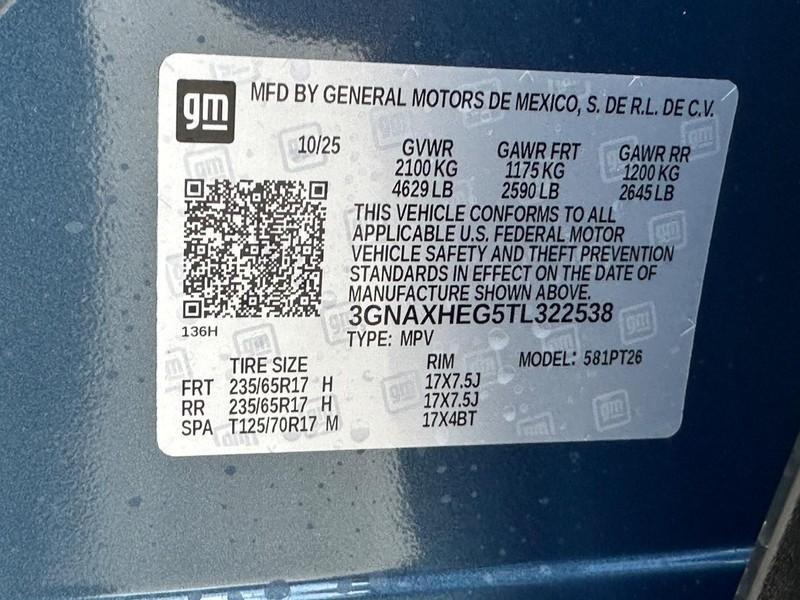 gm MFD BY GENERAL MOTORS DE MEXICO, S. DE R.L. DE C.V.
10/25 GVWR GAWR FRT GAWR RR
2100 KG 1175 KG 1200 KG
4629 LB 2590 LB 2645 LB
THIS VEHICLE CONFORMS TO ALL
APPLICABLE U.S. FEDERAL MOTOR
VEHICLE SAFETY AND THEFT PREVENTION
STANDARDS IN EFFECT ON THE DATE OF
MANUFACTURE SHOWN ABOVE.
3GNAXHEG5TL322538
136H
TYPE: MPV
TIRE SIZE RIM MODEL: 581PT26
FRT 235/65R17 H 17X7.5J
RR 235/65R17 H 17X7.5J
SPA T125/70R17 M 17X4BT